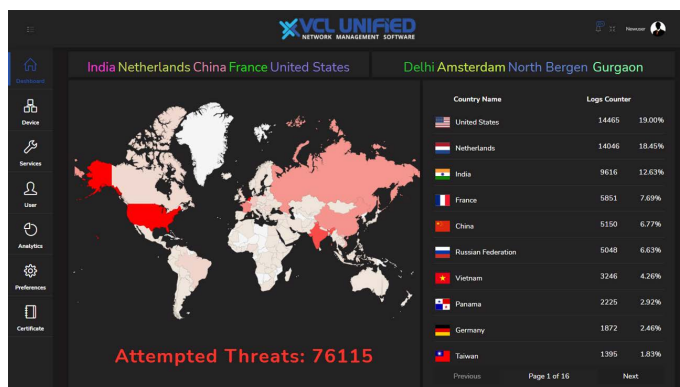 VCL UNIFIED
NETWORK MANAGEMENT SOFTWARE
Newuser
Dashboard
Device
Services
User
Analytics
Preferences
Certificate
India Netherlands China France United States
Delhi Amsterdam North Bergen Gurgaon
Attempted Threats: 76115
Country Name Logs Counter
United States 14465 19.00%
Netherlands 14046 18.45%
India 9616 12.63%
France 5851 7.69%
China 5150 6.77%
Russian Federation 5048 6.63%
Vietnam 3246 4.26%
Panama 2225 2.92%
Germany 1872 2.46%
Taiwan 1395 1.83%
Previous Page 1 of 16 Next